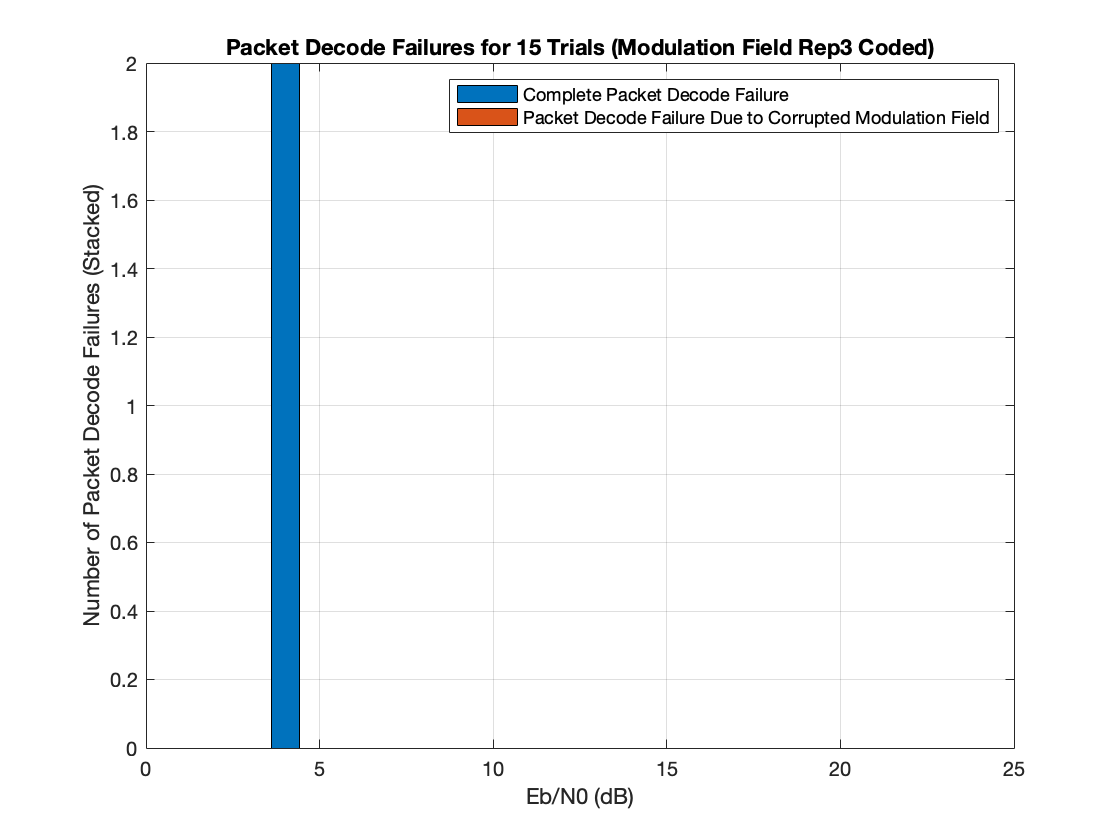 Packet Decode Failures for 15 Trials (Modulation Field Rep3 Coded)
Complete Packet Decode Failure
Packet Decode Failure Due to Corrupted Modulation Field
Number of Packet Decode Failures (Stacked)
2
1.8
1.6
1.4
1.2
1
0.8
0.6
0.4
0.2
0
0 5 10 15 20 25
Eb/N0 (dB)